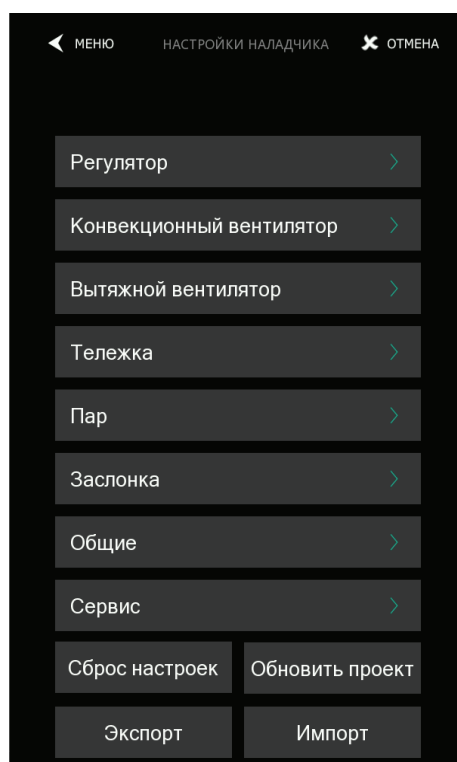 МЕНЮ НАСТРОЙКИ НАЛАДЧИКА ОТМЕНА
Регулятор
Конвекционный вентилятор
Вытяжной вентилятор
Тележка
Пар
Заслонка
Общие
Сервис
Сброс настроек Обновить проект
Экспорт Импорт